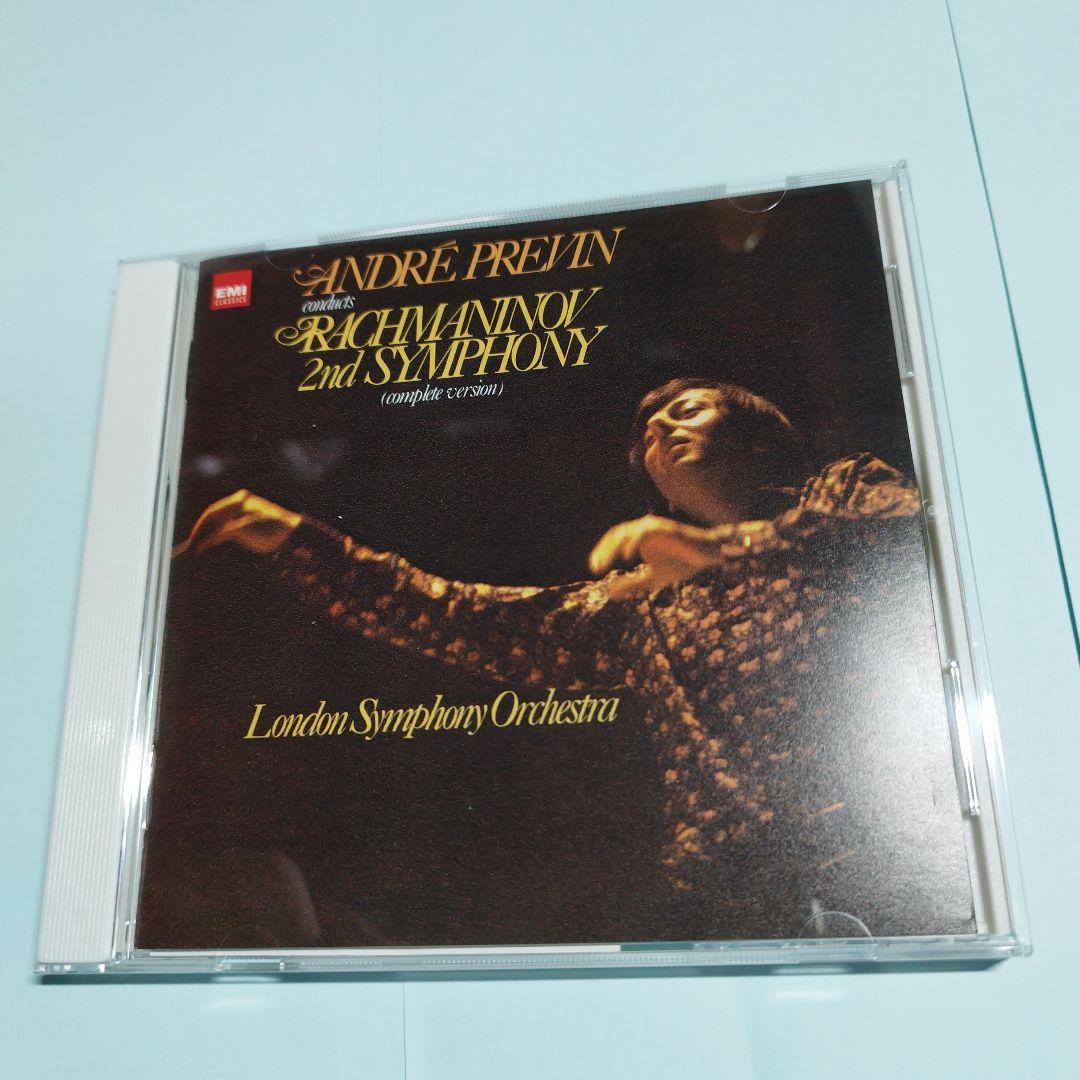 EMI
CLASSICS
ANDRÉ PREVIN
conducts
RACHMANINOV
2nd SYMPHONY
(complete version)
London Symphony Orchestra